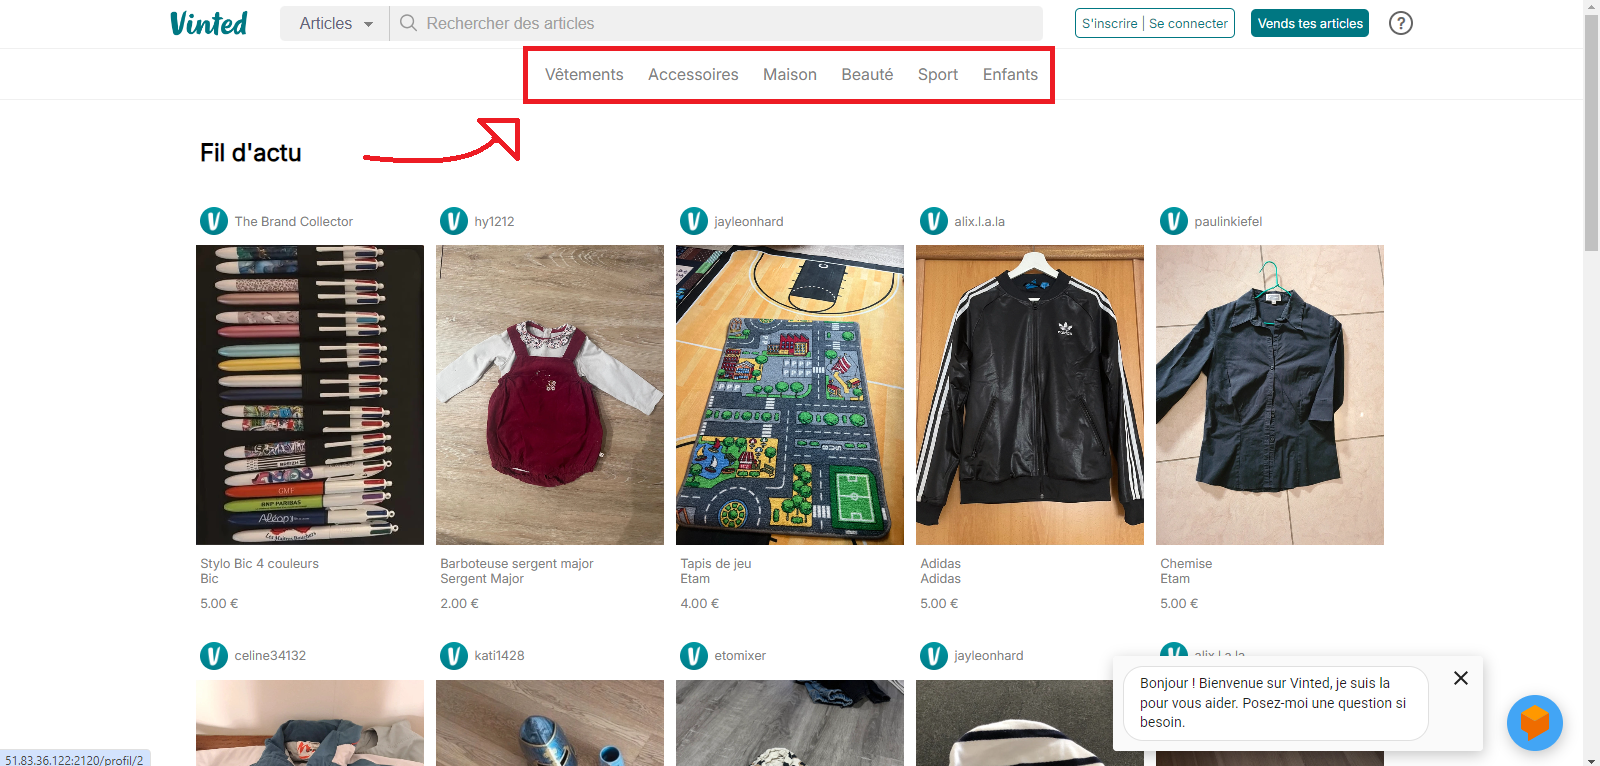 Vinted
Articles
Rechercher des articles
S'inscrire | Se connecter
Vends tes articles
?
Vêtements Accessoires Maison Beauté Sport Enfants
Fil d'actu
The Brand Collector
hy1212
jayleonhard
alix.l.a.la
paulinkiefel
GMF
BNP PARIBAS
adidas
Stylo Bic 4 couleurs
Bic
5.00 €
Barboteuse sergent major
Sergent Major
2.00 €
Tapis de jeu
Etam
4.00 €
Adidas
Adidas
5.00 €
Chemise
Etam
5.00 €
celine34132
kati1428
etomixer
jayleonhard
alix.l.a.la
Bonjour ! Bienvenue sur Vinted, je suis la
pour vous aider. Posez-moi une question si
besoin.
51.83.36.122:2120/profil/2